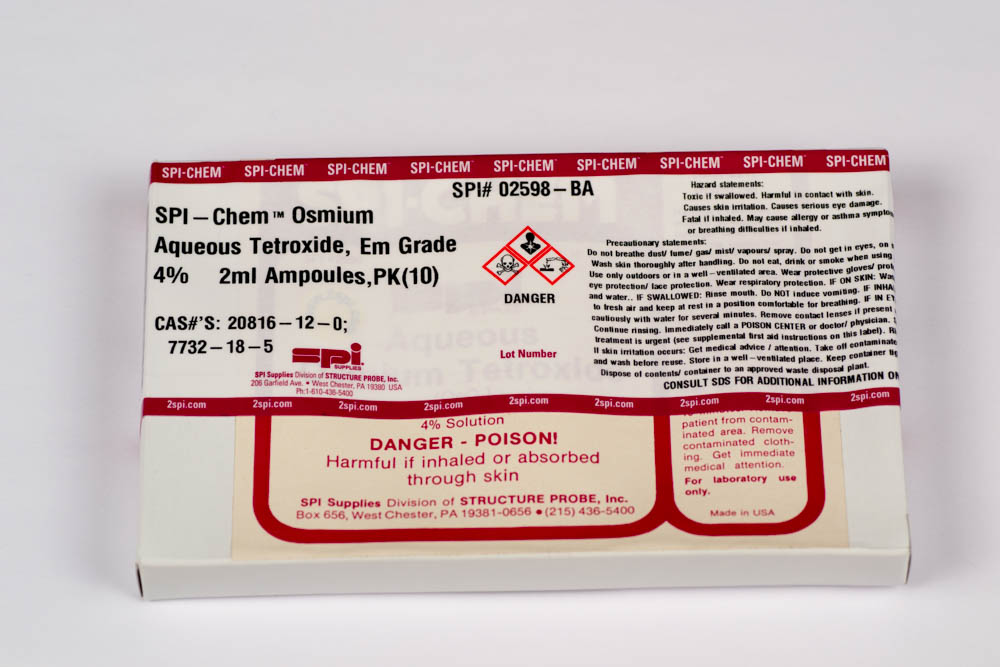 SPI-CHEM SPI-CHEM SPI-CHEM SPI-CHEM SPI-CHEM SPI-CHEM SPI-CHEM SPI-CHEM SPI-CHEM
SPI# 02598-BA
SPI-Chem™ Osmium
Aqueous Tetroxide, Em Grade
4% 2ml Ampoules,PK(10)
CAS#'S: 20816-12-0;
7732-18-5
spi
SUPPLIES
SPI Supplies Division of STRUCTURE PROBE, Inc.
206 Garfield Ave. • West Chester, PA 19380 USA
Ph:1-610-436-5400
DANGER
Lot Number
Hazard statements:
Toxic if swallowed. Harmful in contact with skin.
Causes skin irritation. Causes serious eye damage.
Fatal if inhaled. May cause allergy or asthma
or breathing difficulties if inhaled.
Precautionary statements:
Do not breathe dust/ fume/ gas/ mist/ vapours/ spray. Do not get in eyes, on
Wash skin thoroughly after handling. Do not eat, drink or smoke when using
Use only outdoors or in a well-ventilated area. Wear protective gloves/
eye protection/ face protection. Wear respiratory protection. IF ON SKIN:
and water.. IF SWALLOWED: Rinse mouth. Do NOT induce vomiting. IF
to fresh air and keep at rest in a position comfortable for breathing. IF IN
cautiously with water for several minutes. Remove contact lenses if present
Continue rinsing. Immediately call a POISON CENTER or doctor/ physician.
treatment is urgent (see supplemental first aid instructions on this label).
If skin irritation occurs: Get medical advice / attention. Take off
and wash before reuse. Store in a well-ventilated place. Keep container
Dispose of contents/ container to an approved waste disposal plant.
CONSULT SDS FOR ADDITIONAL INFORMATION
2spi.com 2spi.com 2spi.com 2spi.com 2spi.com 2spi.com 2spi.com 2spi.com 2spi.com
Aqueous
Tetroxide
4% Solution
DANGER - POISON!
Harmful if inhaled or absorbed
through skin
SPI Supplies Division of STRUCTURE PROBE, Inc.
Box 656, West Chester, PA 19381-0656 • (215) 436-5400
patient from contam-
inated area. Remove
contaminated cloth-
ing. Get immediate
medical attention.
For laboratory use
only.
Made in USA